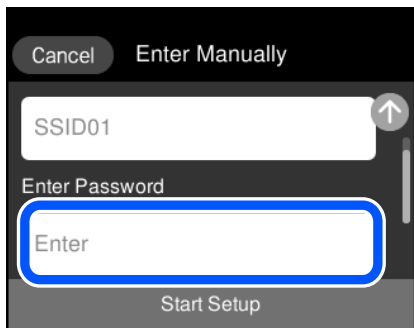 Cancel Enter Manually
SSID01
Enter Password
Enter
Start Setup